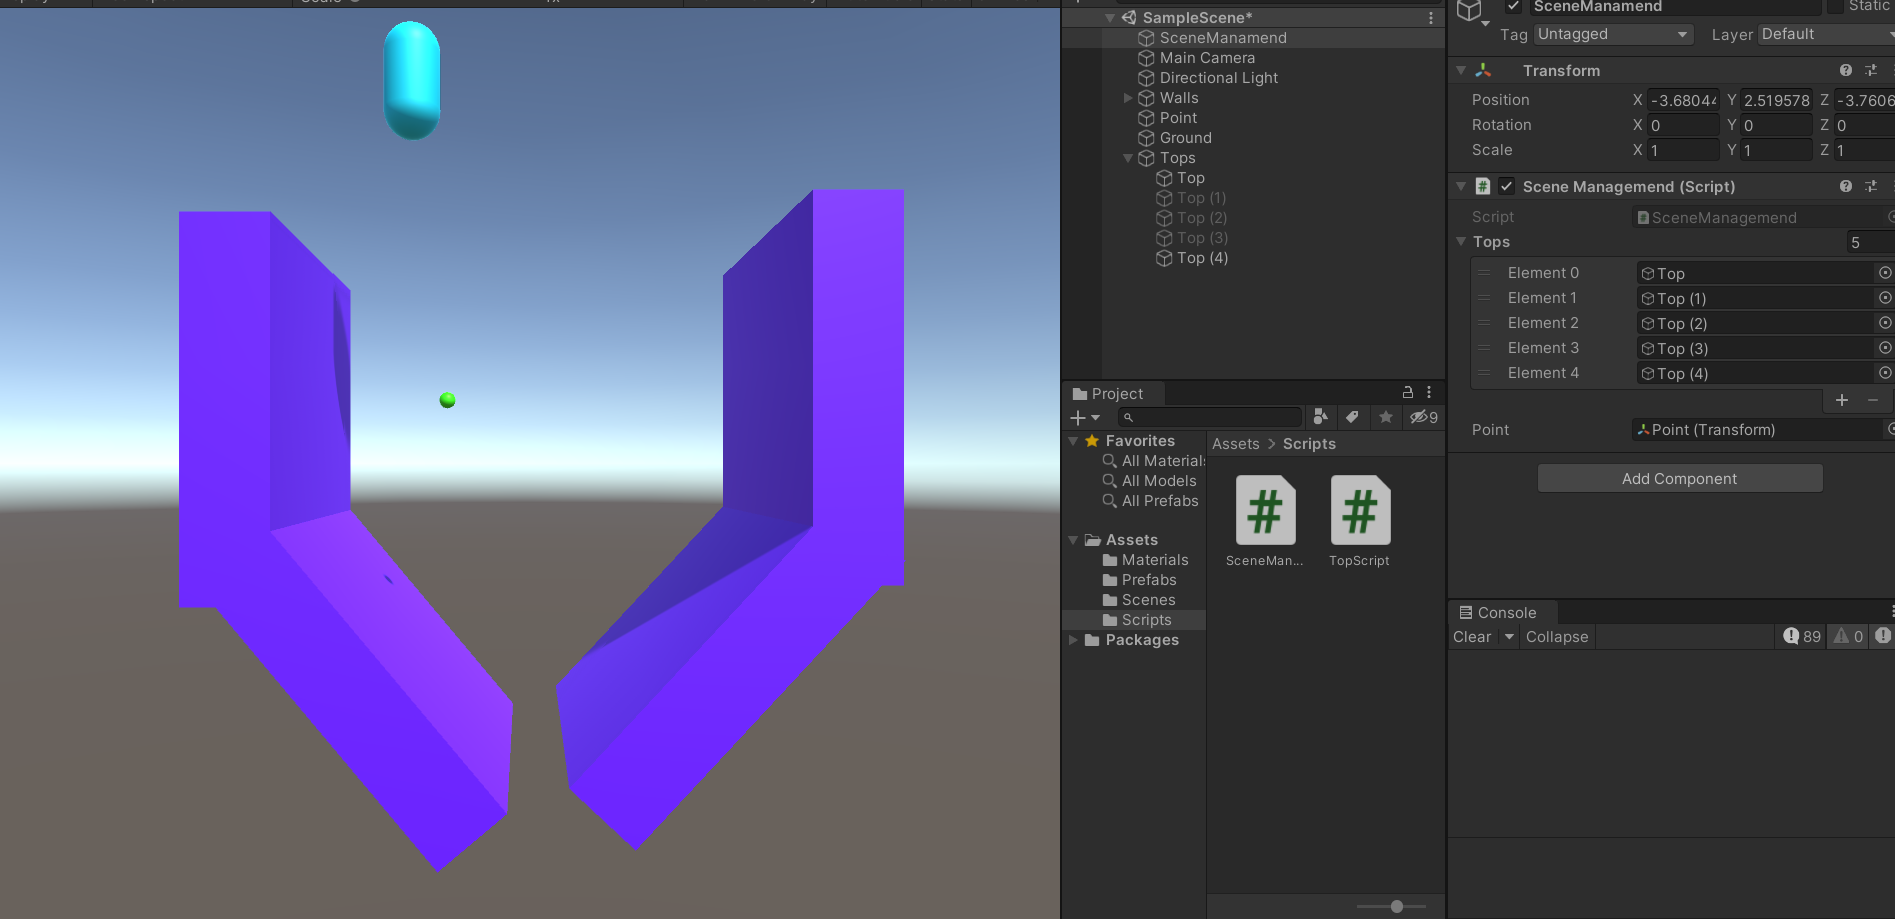 SampleScene*
SceneManamend
Main Camera
Directional Light
Walls
Point
Ground
Tops
Top
Top (1)
Top (2)
Top (3)
Top (4)
Project
9
Favorites
All Materials
All Models
All Prefabs
Assets
Materials
Prefabs
Scenes
Scripts
Packages
Assets > Scripts
SceneMan...
TopScript
SceneManamend
Static
Tag Untagged Layer Default
Transform
Position X -3.68044 Y 2.519578 Z -3.7606
Rotation X 0 Y 0 Z 0
Scale X 1 Y 1 Z 1
# Scene Managemend (Script)
Script SceneManagemend
Tops 5
Element 0 Top
Element 1 Top (1)
Element 2 Top (2)
Element 3 Top (3)
Element 4 Top (4)
+ −
Point Point (Transform)
Add Component
Console
Clear Collapse 89 0